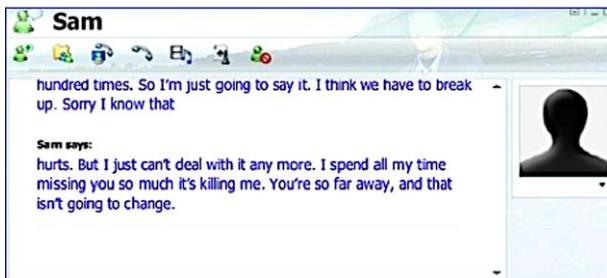 Sam
hundred times. So I'm just going to say it. I think we have to break
up. Sorry I know that
Sam says:
hurts. But I just can't deal with it any more. I spend all my time
missing you so much it's killing me. You're so far away, and that
isn't going to change.